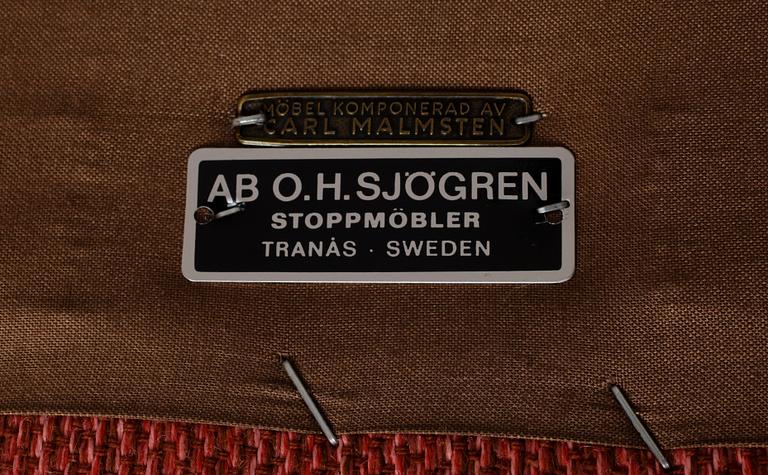 MÖBEL KOMPONERAD AV
CARL MALMSTEN
AB O.H. SJÖGREN
STOPPMÖBLER
TRANÅS · SWEDEN